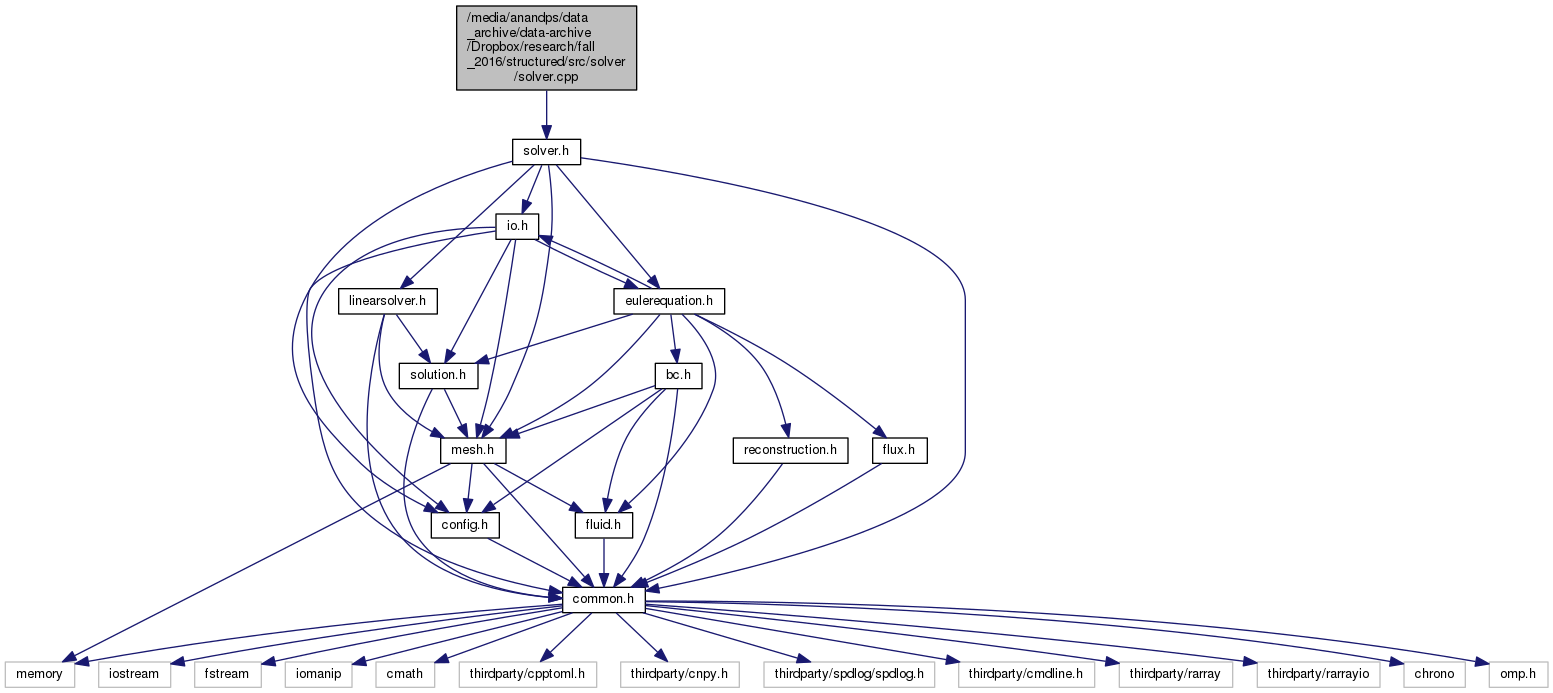 /media/anandps/data
_archive/data-archive
/Dropbox/research/fall
_2016/structured/src/solver
/solver.cpp
solver.h
io.h
linearsolver.h
eulerequation.h
solution.h
bc.h
mesh.h
reconstruction.h
flux.h
config.h
fluid.h
common.h
memory
iostream
fstream
iomanip
cmath
thirdparty/cpptoml.h
thirdparty/cnpy.h
thirdparty/spdlog/spdlog.h
thirdparty/cmdline.h
thirdparty/rarray
thirdparty/rarrayio
chrono
omp.h